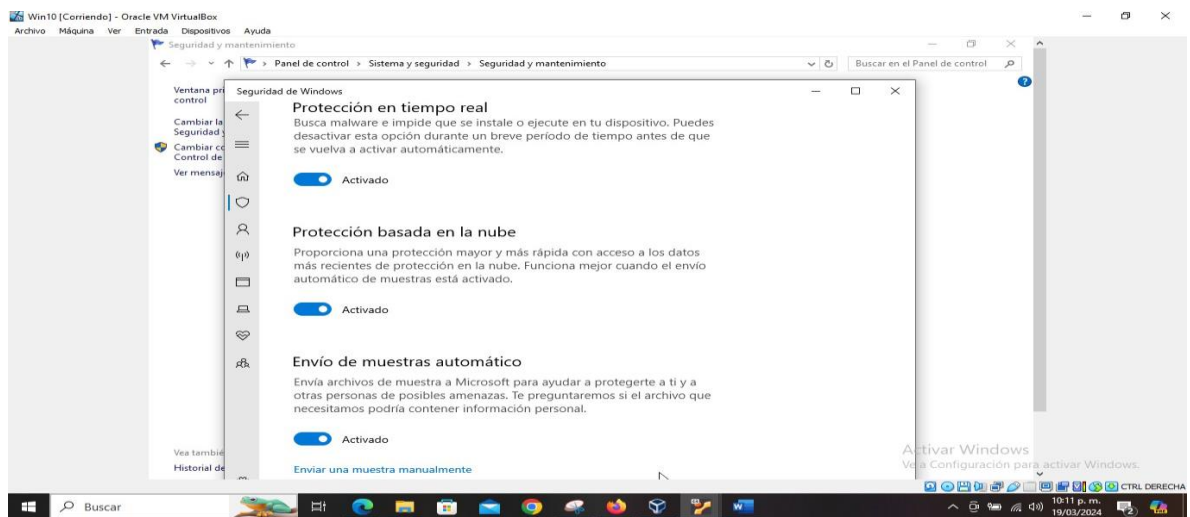 Win10 [Corriendo] - Oracle VM VirtualBox
Archivo Máquina Ver Entrada Dispositivos Ayuda
Seguridad y mantenimiento
Panel de control > Sistema y seguridad > Seguridad y mantenimiento
Buscar en el Panel de control
Ventana pri
control
Cambiar la
Seguridad y
Cambiar co
Control de
Ver mensaj
Vea tambié
Historial de
Seguridad de Windows
Protección en tiempo real
Busca malware e impide que se instale o ejecute en tu dispositivo. Puedes
desactivar esta opción durante un breve período de tiempo antes de que
se vuelva a activar automáticamente.
Activado
Protección basada en la nube
Proporciona una protección mayor y más rápida con acceso a los datos
más recientes de protección en la nube. Funciona mejor cuando el envío
automático de muestras está activado.
Activado
Envío de muestras automático
Envía archivos de muestra a Microsoft para ayudar a protegerte a ti y a
otras personas de posibles amenazas. Te preguntaremos si el archivo que
necesitamos podría contener información personal.
Activado
Enviar una muestra manualmente
Activar Windows
Ve a Configuración para activar Windows.
CTRL DERECHA
Buscar
10:11 p. m.
19/03/2024